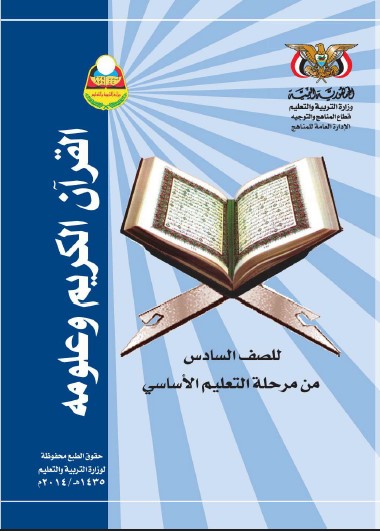 الجمهورية اليمنية
وزارة التربية والتعليم
قطاع المناهج والتوجيه
الإدارة العامة للمناهج
القرآن الكريم وعلومه
للصف السادس
من مرحلة التعليم الأساسي
حقوق الطبع محفوظة
لوزارة التربية والتعليم
١٤٣٥هـ/٢٠١٤م